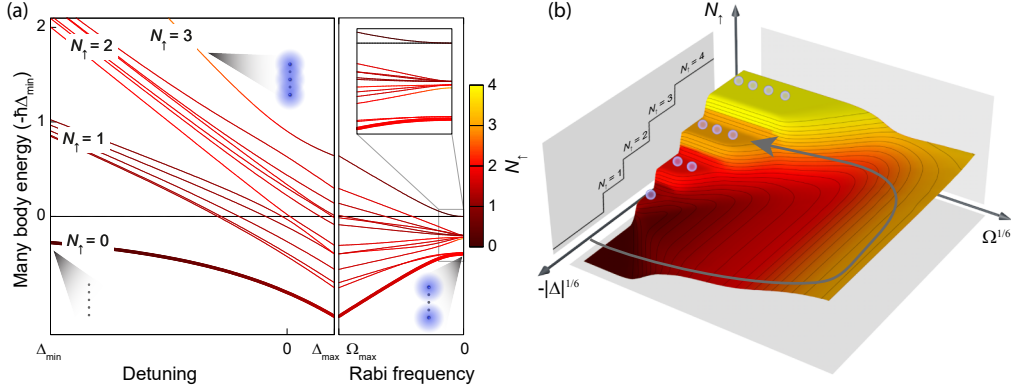 (a)
2
1
0
Many body energy (-ℏΔmin)
N↑ = 3
N↑ = 2
N↑ = 1
N↑ = 0
Δmin
0
Δmax
Ωmax
0
Detuning
Rabi frequency
4
3
2
1
0
N↑
(b)
N↑
N↑ = 4
N↑ = 3
N↑ = 2
N↑ = 1
-|Δ|1/6
Ω1/6